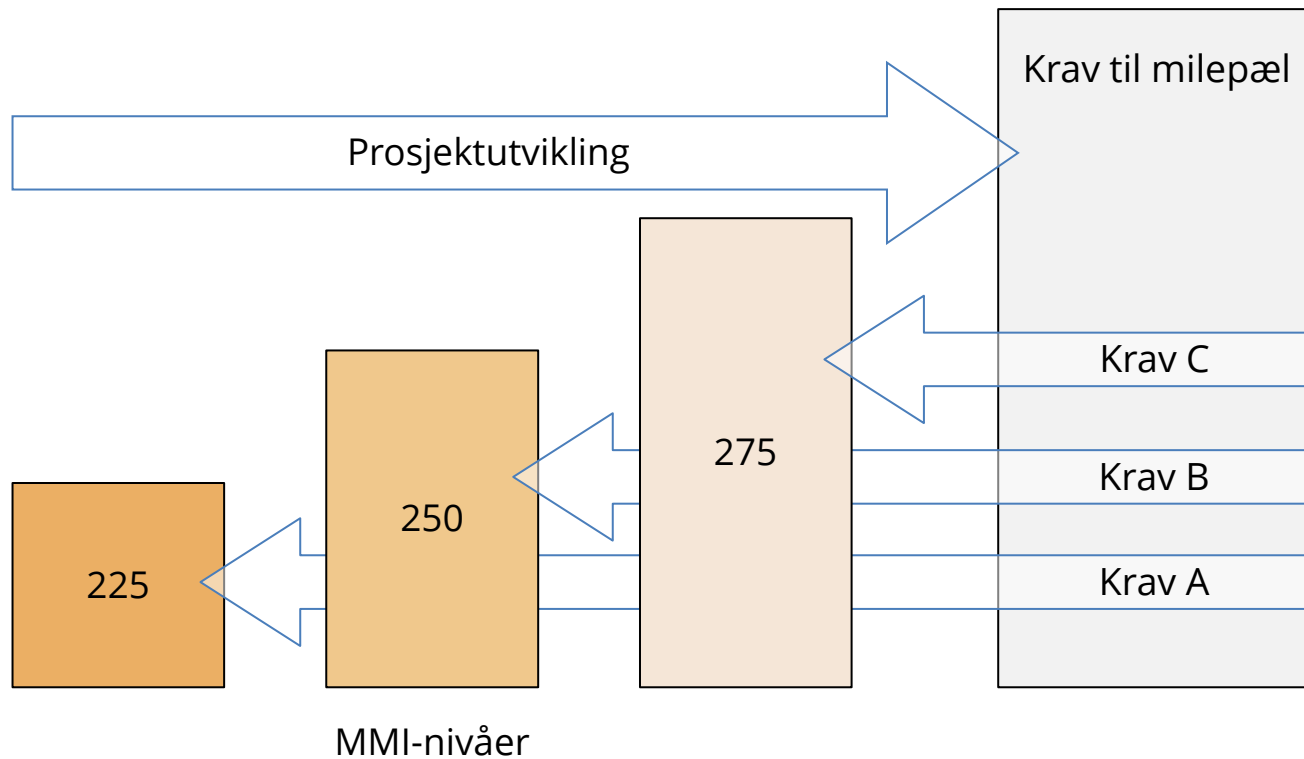 Krav til milepæl
Prosjektutvikling
Krav C
275
Krav B
250
Krav A
225
MMI-nivåer